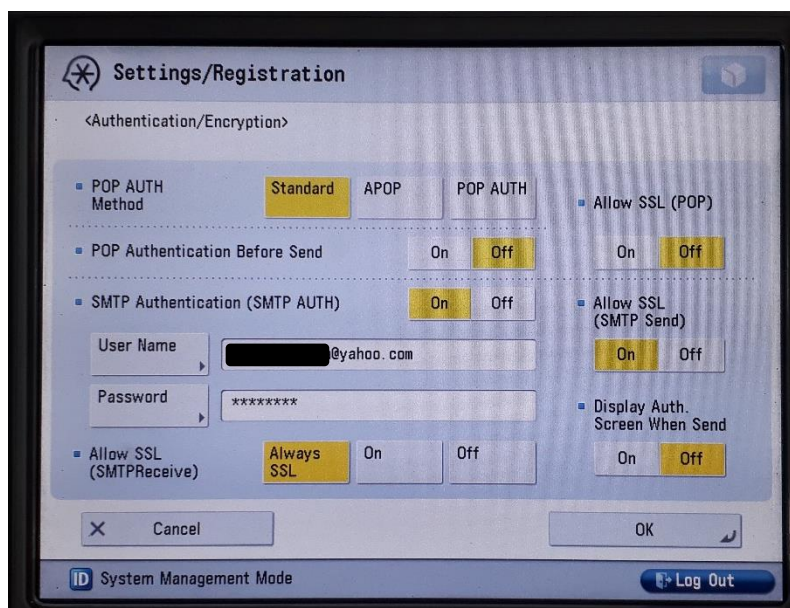 Settings/Registration
<Authentication/Encryption>
POP AUTH
Method
Standard
APOP
POP AUTH
Allow SSL (POP)
POP Authentication Before Send
On
Off
On
Off
SMTP Authentication (SMTP AUTH)
On
Off
Allow SSL
(SMTP Send)
User Name
@yahoo.com
On
Off
Password
********
Display Auth.
Screen When Send
Allow SSL
(SMTPReceive)
Always
SSL
On
Off
On
Off
X Cancel
OK
ID System Management Mode
Log Out